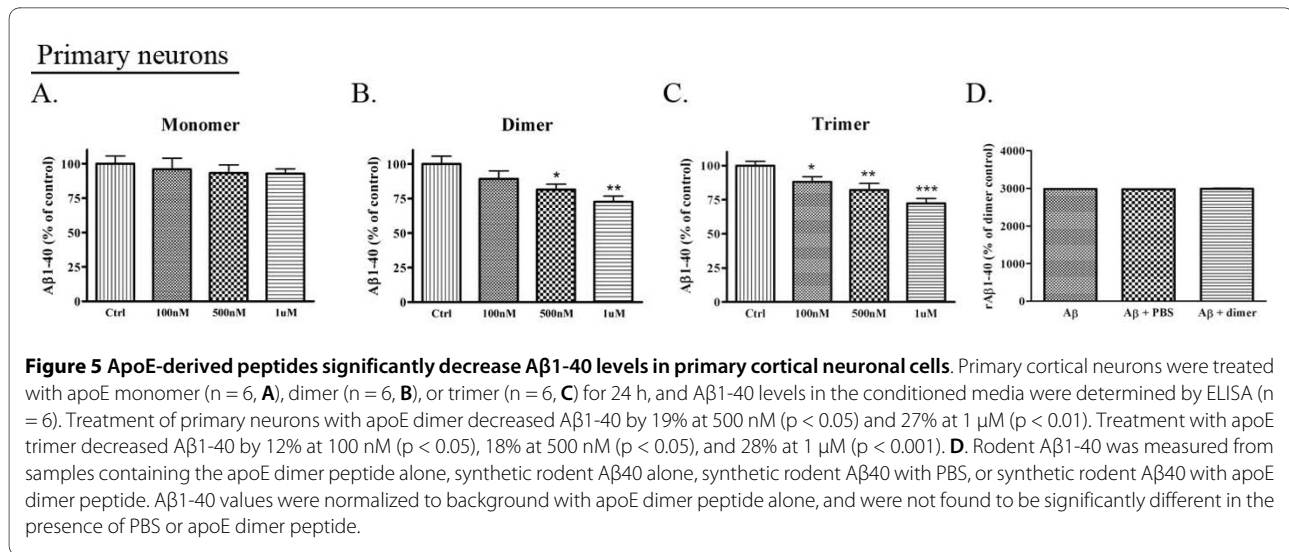 Primary neurons
A.
B.
C.
D.
Monomer
Dimer
Trimer
Aβ1-40 (% of control)
100
75
50
25
0
Ctrl 100nM 500nM 1uM
Aβ1-40 (% of control)
100
75
50
25
0
*
**
Ctrl 100nM 500nM 1uM
Aβ1-40 (% of control)
100
75
50
25
0
*
**
***
Ctrl 100nM 500nM 1uM
rAβ1-40 (% of dimer control)
4000
3000
2000
1000
0
Aβ Aβ + PBS Aβ + dimer
Figure 5 ApoE-derived peptides significantly decrease Aβ1-40 levels in primary cortical neuronal cells. Primary cortical neurons were treated
with apoE monomer (n = 6, A), dimer (n = 6, B), or trimer (n = 6, C) for 24 h, and Aβ1-40 levels in the conditioned media were determined by ELISA (n
= 6). Treatment of primary neurons with apoE dimer decreased Aβ1-40 by 19% at 500 nM (p < 0.05) and 27% at 1 μM (p < 0.01). Treatment with apoE
trimer decreased Aβ1-40 by 12% at 100 nM (p < 0.05), 18% at 500 nM (p < 0.05), and 28% at 1 μM (p < 0.001). D. Rodent Aβ1-40 was measured from
samples containing the apoE dimer peptide alone, synthetic rodent Aβ40 alone, synthetic rodent Aβ40 with PBS, or synthetic rodent Aβ40 with apoE
dimer peptide. Aβ1-40 values were normalized to background with apoE dimer peptide alone, and were not found to be significantly different in the
presence of PBS or apoE dimer peptide.